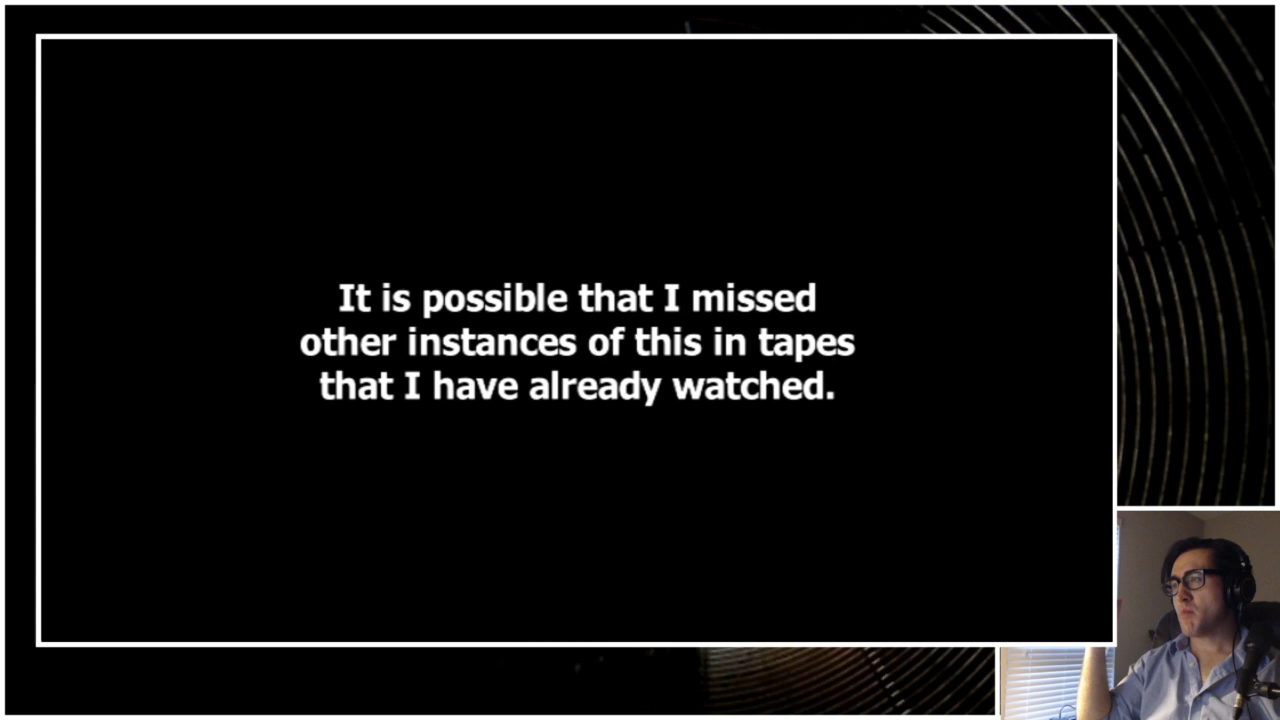 It is possible that I missed
other instances of this in tapes
that I have already watched.